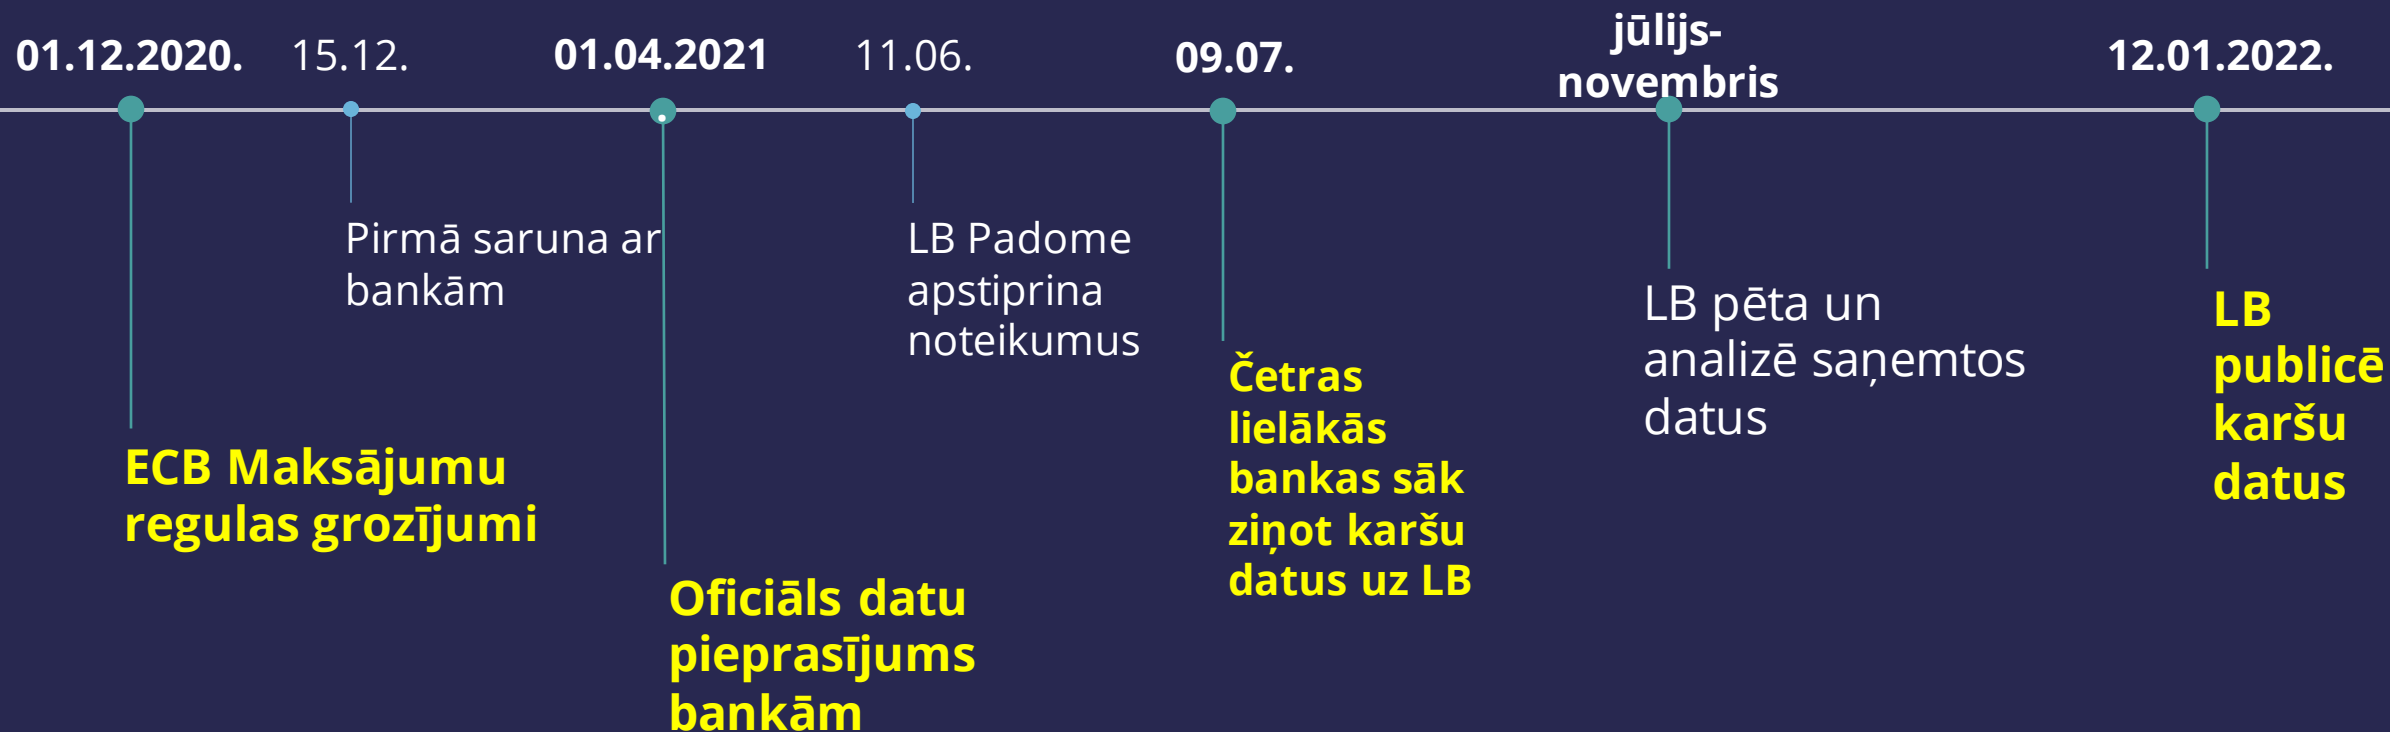 01.12.2020.
15.12.
01.04.2021
.
11.06.
09.07.
jūlijs-
novembris
12.01.2022.
Pirmā saruna ar
bankām
LB Padome
apstiprina
noteikumus
LB pēta un
analizē saņemtos
datus
LB
publicē
karšu
datus
Četras
lielākās
bankas sāk
ziņot karšu
datus uz LB
ECB Maksājumu
regulas grozījumi
Oficiāls datu
pieprasījums
bankām